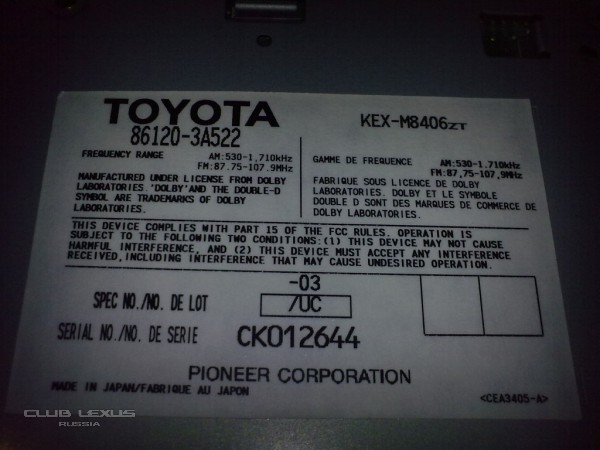 TOYOTA
86120-3A522
KEX-M8406ZT
FREQUENCY RANGE AM:530-1,710kHz
FM:87.75-107.9MHz
MANUFACTURED UNDER LICENSE FROM DOLBY
LABORATORIES. 'DOLBY'AND THE DOUBLE-D
SYMBOL ARE TRADEMARKS OF DOLBY
LABORATORIES.
GAMME DE FREQUENCE AM:530-1.710kHz
FM:87,75-107,9MHz
FABRIQUE SOUS LICENCE DE DOLBY
LABORATORIES. DOLBY ET LE SYMBOLE
DOUBLE D SONT DES MARQUES DE COMMERCE DE
DOLBY LABORATORIES.
THIS DEVICE COMPLIES WITH PART 15 OF THE FCC RULES. OPERATION IS
SUBJECT TO THE FOLLOWING TWO CONDITIONS:(1) THIS DEVICE MAY NOT CAUSE
HARMFUL INTERFERENCE, AND (2) THIS DEVICE MUST ACCEPT ANY INTERFERENCE
RECEIVED,INCLUDING INTERFERENCE THAT MAY CAUSE UNDESIRED OPERATION.
-03
SPEC NO./NO. DE LOT /UC
SERIAL NO./NO. DE SERIE CK012644
PIONEER CORPORATION
MADE IN JAPAN/FABRIQUE AU JAPON
<CEA3405-A>
CLUB LEXUS
RUSSIA